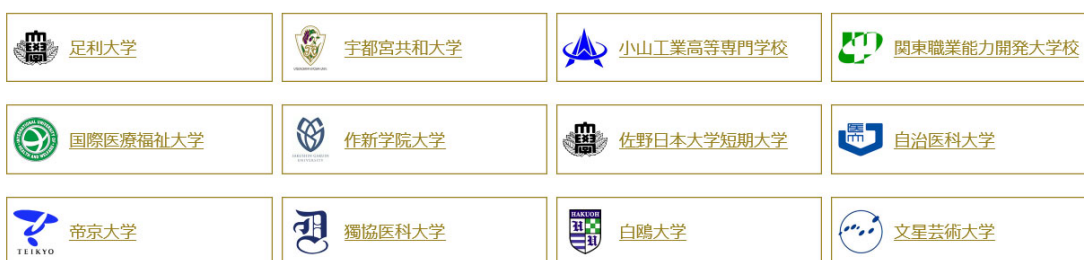 足利大学
宇都宮共和大学
小山工業高等専門学校
関東職業能力開発大学校
国際医療福祉大学
作新学院大学
佐野日本大学短期大学
自治医科大学
TEIKYO
帝京大学
獨協医科大学
HAKUOH
白鴎大学
文星芸術大学